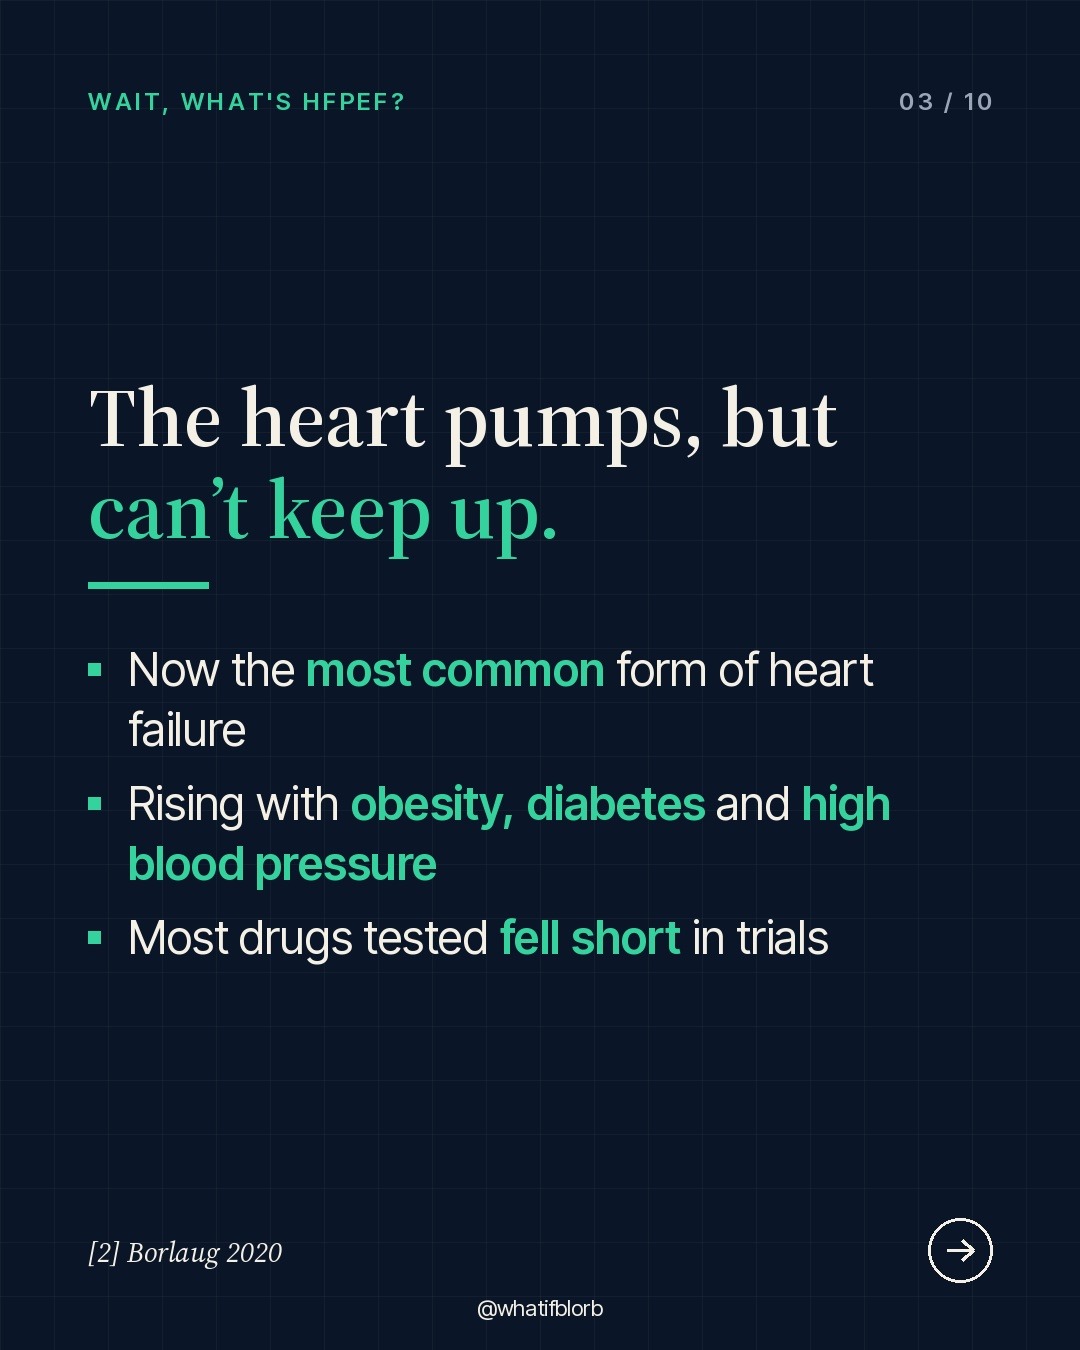 WAIT, WHAT'S HFPEF?
03 / 10
The heart pumps, but
can’t keep up.
Now the most common form of heart
failure
Rising with obesity, diabetes and high
blood pressure
Most drugs tested fell short in trials
[2] Borlaug 2020
@whatifblorb